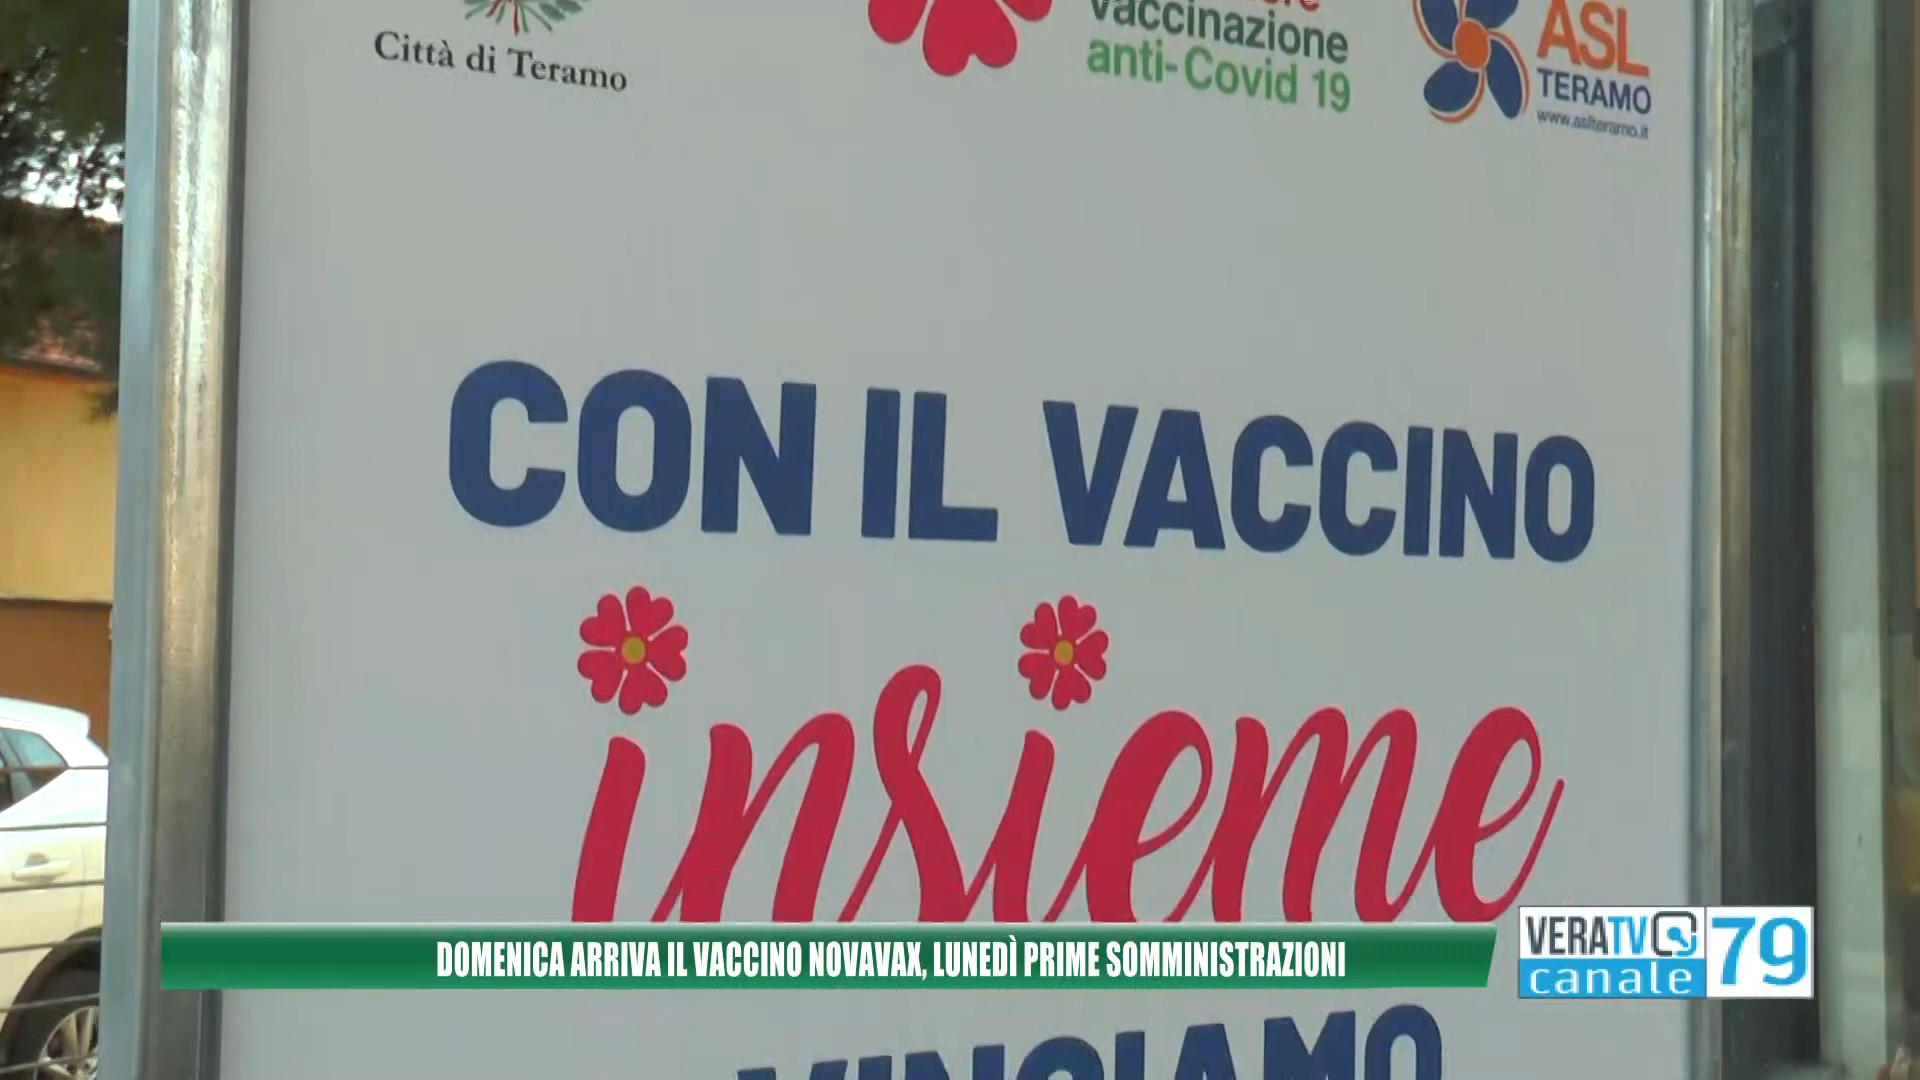 Città di Teramo
vaccinazione
anti-Covid 19
ASL
TERAMO
www.aslteramo.it
CON IL VACCINO
insieme
DOMENICA ARRIVA IL VACCINO NOVAVAX, LUNEDÌ PRIME SOMMINISTRAZIONI
VERATV
canale 79
VINCIAMO